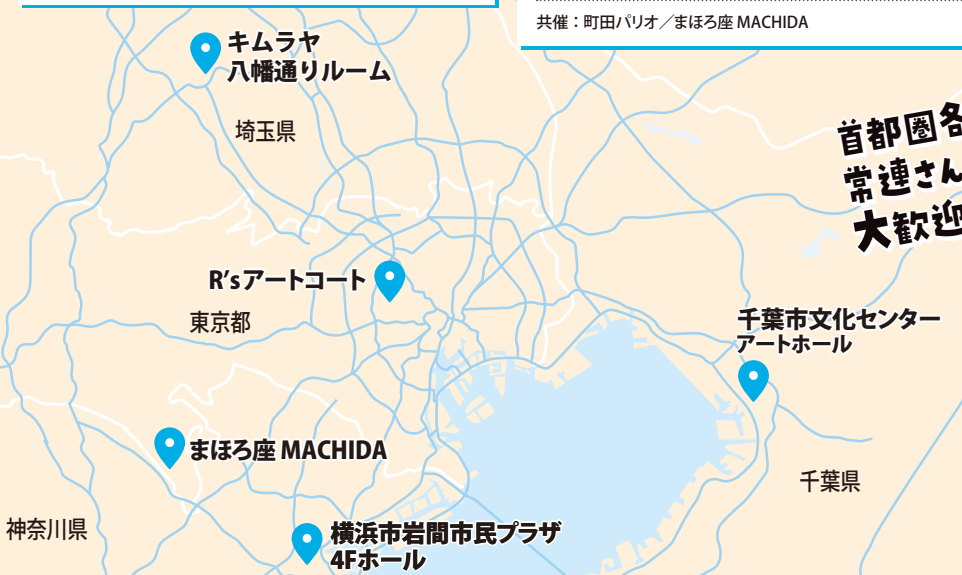 共催：町田パリオ／まほろ座 MACHIDA
キムラヤ
八幡通りルーム
埼玉県
首都圏各
常連さん
大歓迎
R'sアートコート
東京都
千葉市文化センター
アートホール
まほろ座 MACHIDA
千葉県
神奈川県
横浜市岩間市民プラザ
4Fホール